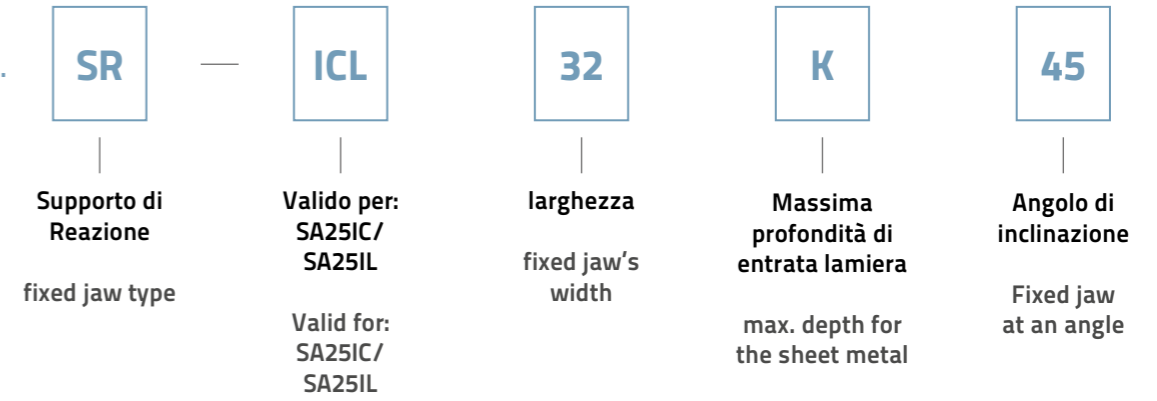 . SR — ICL 32 K 45
Supporto di
Reazione
fixed jaw type
Valido per:
SA25IC/
SA25IL
Valid for:
SA25IC/
SA25IL
larghezza
fixed jaw's
width
Massima
profondità di
entrata lamiera
max. depth for
the sheet metal
Angolo di
inclinazione
Fixed jaw
at an angle